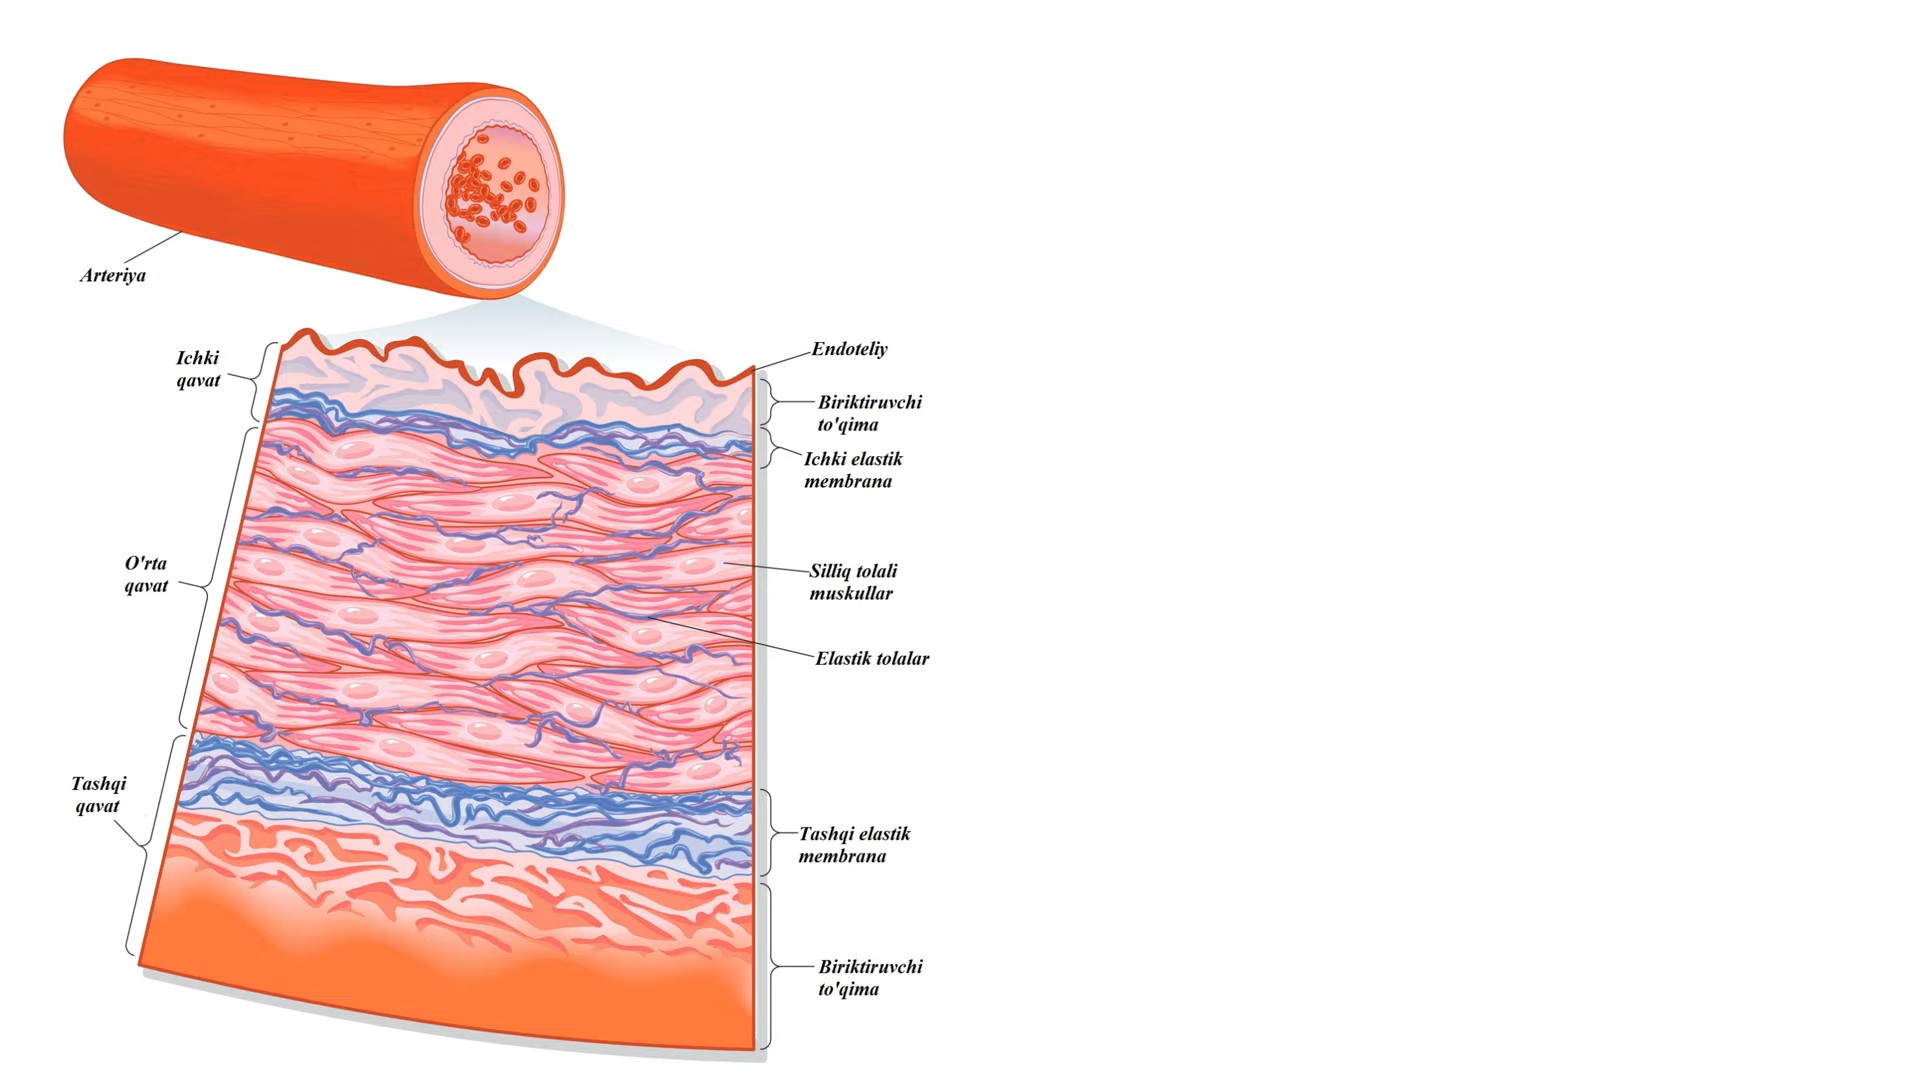 Arteriya
Ichki
qavat
Endoteliy
Biriktiruvchi
to'qima
Ichki elastik
membrana
O'rta
qavat
Silliq tolali
muskullar
Elastik tolalar
Tashqi
qavat
Tashqi elastik
membrana
Biriktiruvchi
to'qima